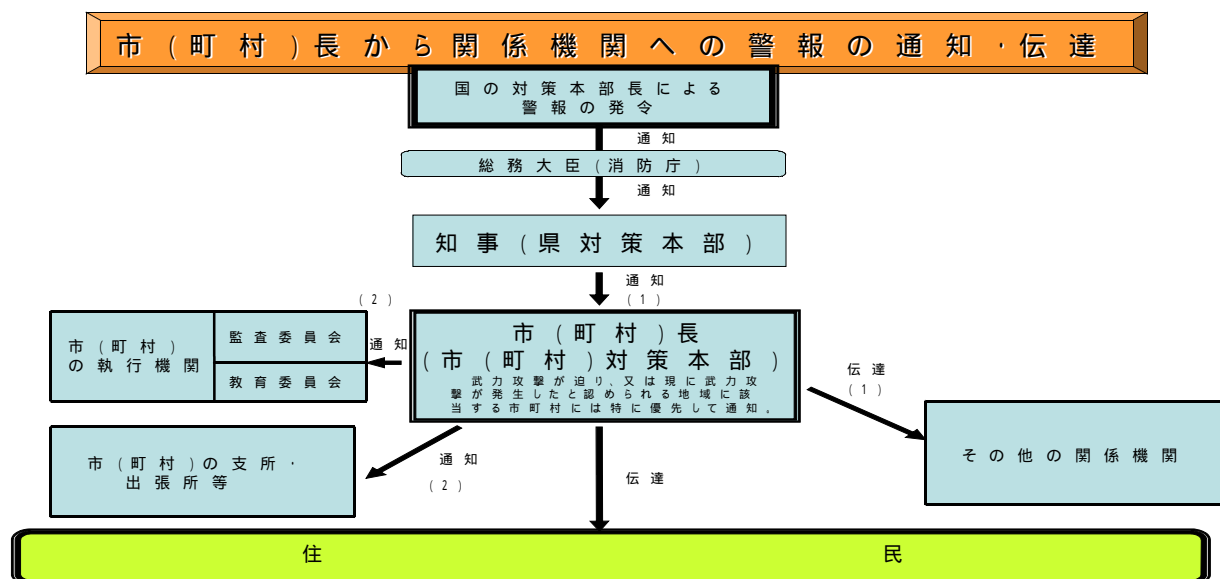 市(町村)長から関係機関への警報の通知・伝達
国の対策本部長による
警報の発令
通知
総務大臣(消防庁)
通知
知事(県対策本部)
通知
(1)
(2)
市(町村)
の執行機関
監査委員会
教育委員会
通知
市(町村)長
(市(町村)対策本部)
武力攻撃が迫り、又は現に武力攻
撃が発生したと認められる地域に該
当する市町村には特に優先して通知。
伝達
(1)
その他の関係機関
市(町村)の支所・
出張所等
通知
(2)
伝達
住民